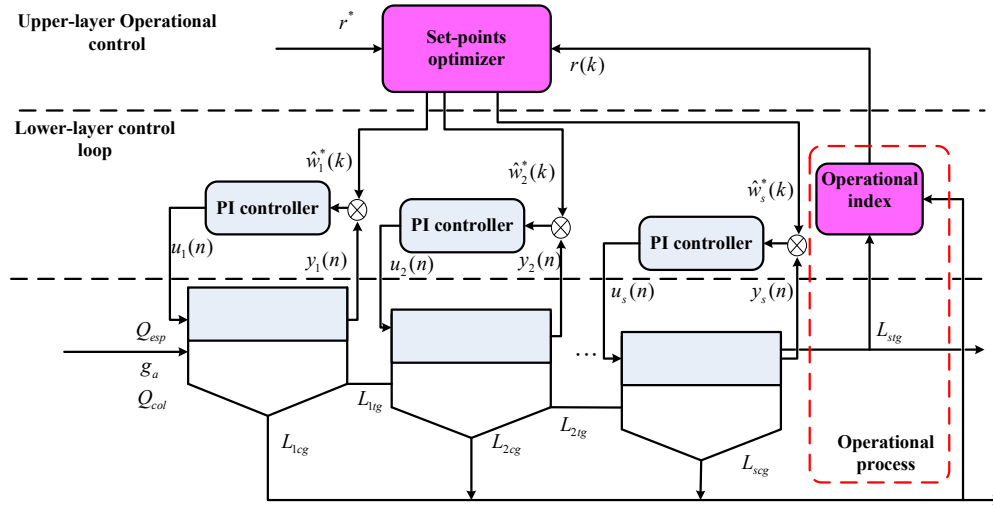 Upper-layer Operational
control
r*
Set-points
optimizer
r(k)
Lower-layer control
loop
ŵ₁*(k)
ŵ₂*(k)
ŵₛ*(k)
Operational
index
PI controller
PI controller
PI controller
u₁(n)
y₁(n)
u₂(n)
y₂(n)
uₛ(n)
yₛ(n)
Q_esp
g_a
Q_col
L_1tg
L_2tg
...
L_stg
L_1cg
L_2cg
L_scg
Operational
process